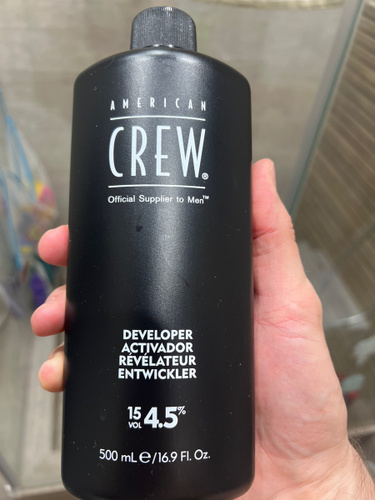 AMERICAN
CREW®
Official Supplier to Men™
DEVELOPER
ACTIVADOR
RÉVÉLATEUR
ENTWICKLER
15 VOL 4.5%
500 mL ℮/16.9 Fl. Oz.